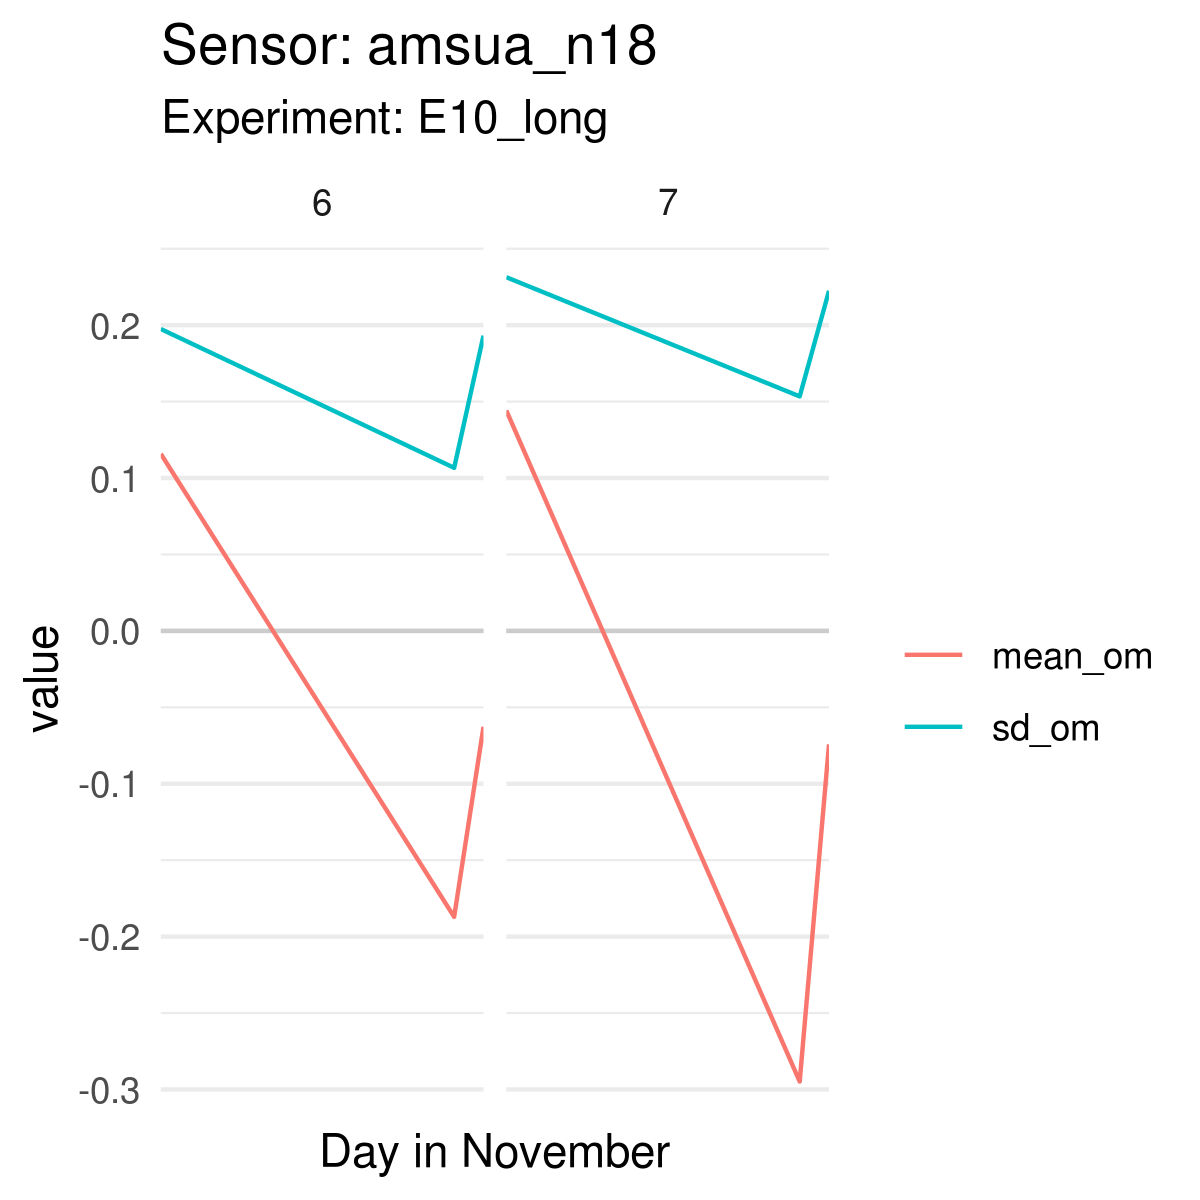 Sensor: amsua_n18
Experiment: E10_long
6
7
0.2
0.1
0.0
-0.1
-0.2
-0.3
value
Day in November
mean_om
sd_om